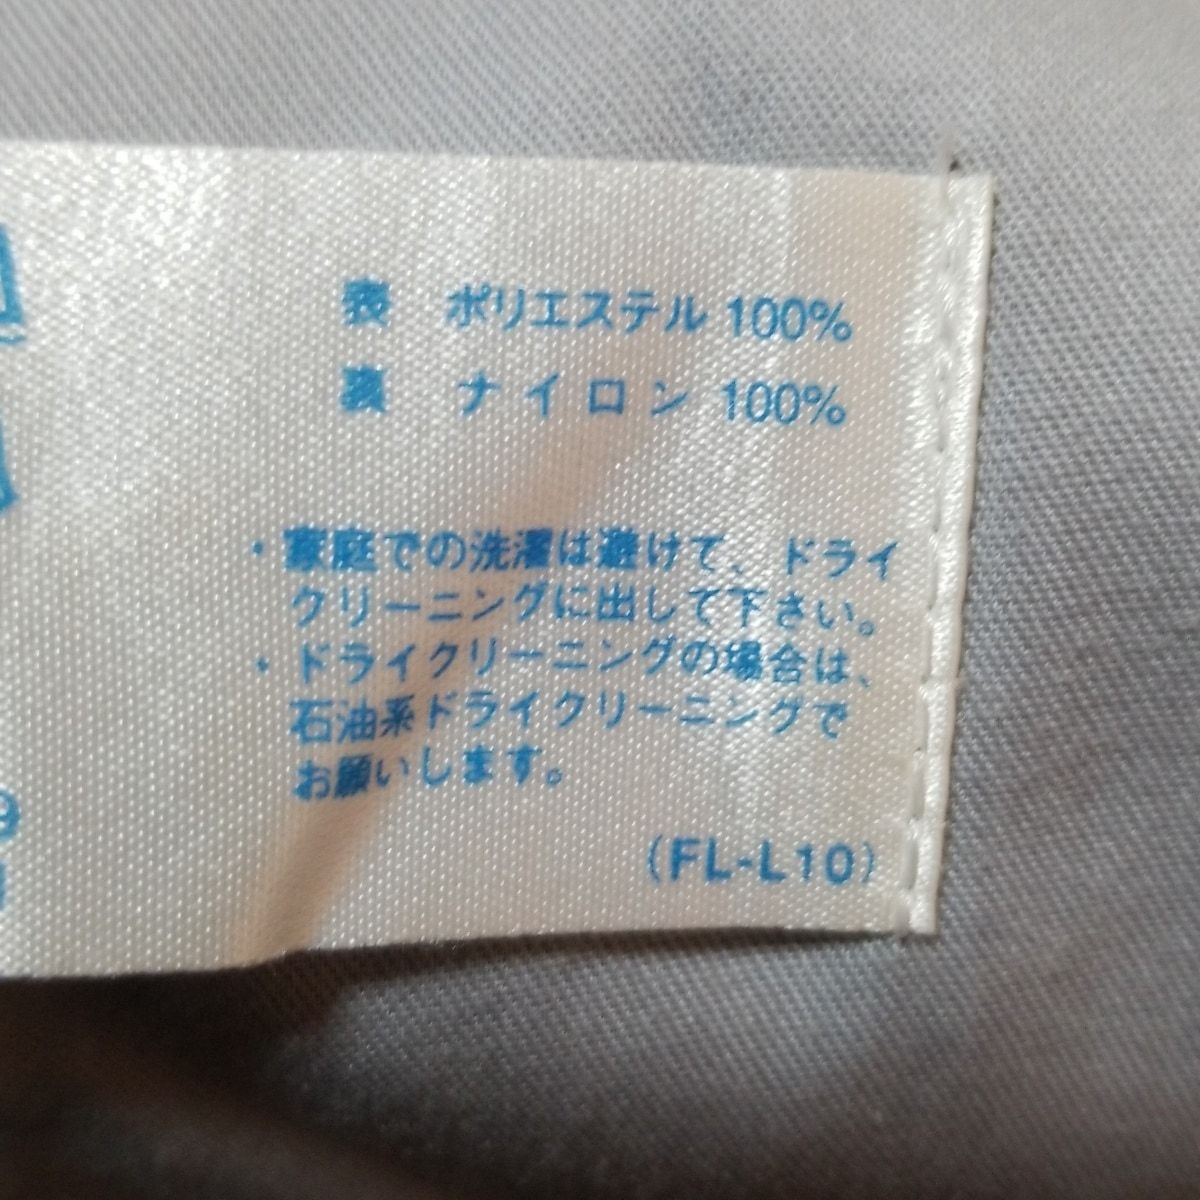 表 ポリエステル 100%
裏 ナイロン 100%
・家庭での洗濯は避けて、ドライ
クリーニングに出して下さい。
・ドライクリーニングの場合は、
石油系ドライクリーニングで
お願いします。
(FL-L10)
9